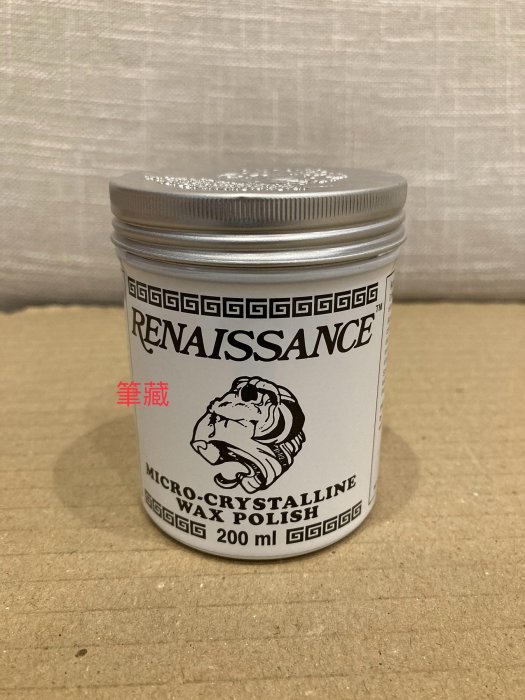 RENAISSANCE™
筆藏
MICRO-CRYSTALLINE
WAX POLISH
200 ml